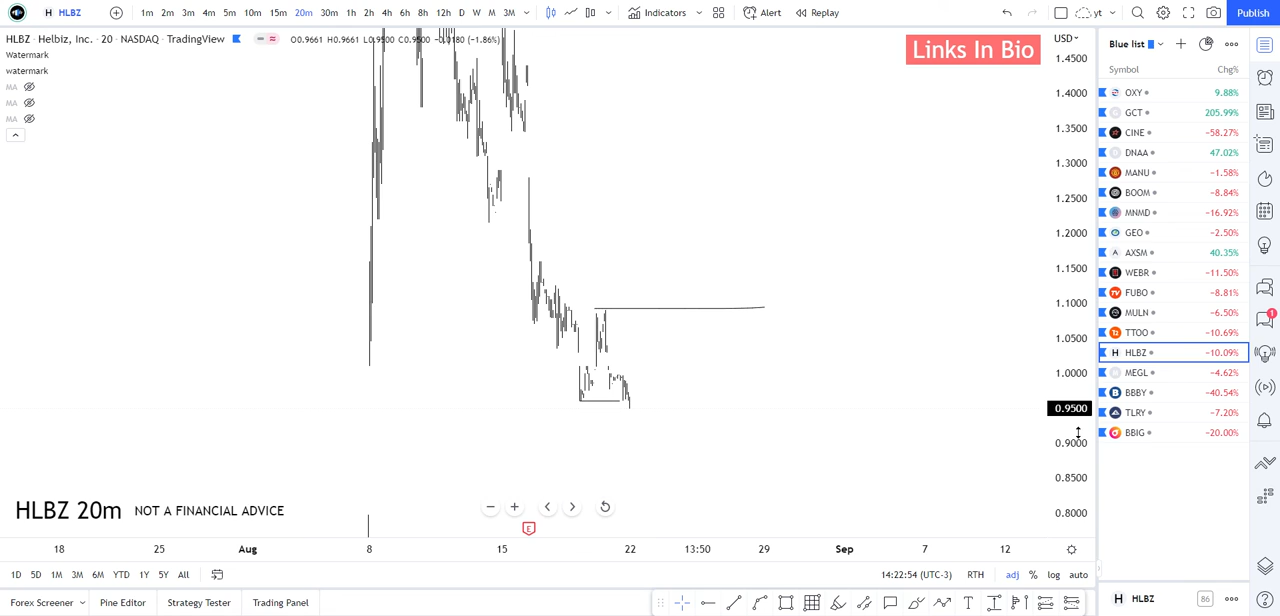 HLBZ 1m 2m 3m 4m 5m 10m 15m 20m 30m 1h 2h 4h 6h 8h 12h D W M 3M Indicators Alert Replay yt Publish
HLBZ · Helbiz, Inc. · 20 · NASDAQ · TradingView O0.9661 H0.9661 L0.9500 C0.9500 −0.0180 (−1.86%)
Watermark
watermark
MA
MA
MA
Links In Bio
USD
1.4500
1.4000
1.3500
1.3000
1.2500
1.2000
1.1500
1.1000
1.0500
1.0000
0.9500
0.9000
0.8500
0.8000
Blue list
Symbol Chg%
OXY 9.88%
GCT 205.99%
CINE −58.27%
DNAA 47.02%
MANU −1.58%
BOOM −8.84%
MNMD −16.92%
GEO −2.50%
AXSM 40.35%
WEBR −11.50%
FUBO −8.81%
MULN −6.50%
TTOO −10.69%
HLBZ −10.09%
MEGL −4.62%
BBBY −40.54%
TLRY −7.20%
BBIG −20.00%
1
HLBZ 20m NOT A FINANCIAL ADVICE
E
18 25 Aug 8 15 22 13:50 29 Sep 7 12
1D 5D 1M 3M 6M YTD 1Y 5Y All 14:22:54 (UTC-3) RTH adj % log auto
Forex Screener Pine Editor Strategy Tester Trading Panel
H HLBZ 86